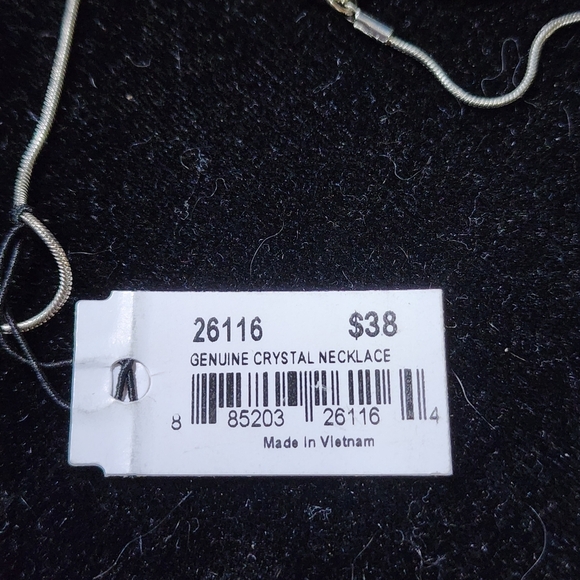 26116 $38
GENUINE CRYSTAL NECKLACE
8 85203 26116 4
Made in Vietnam